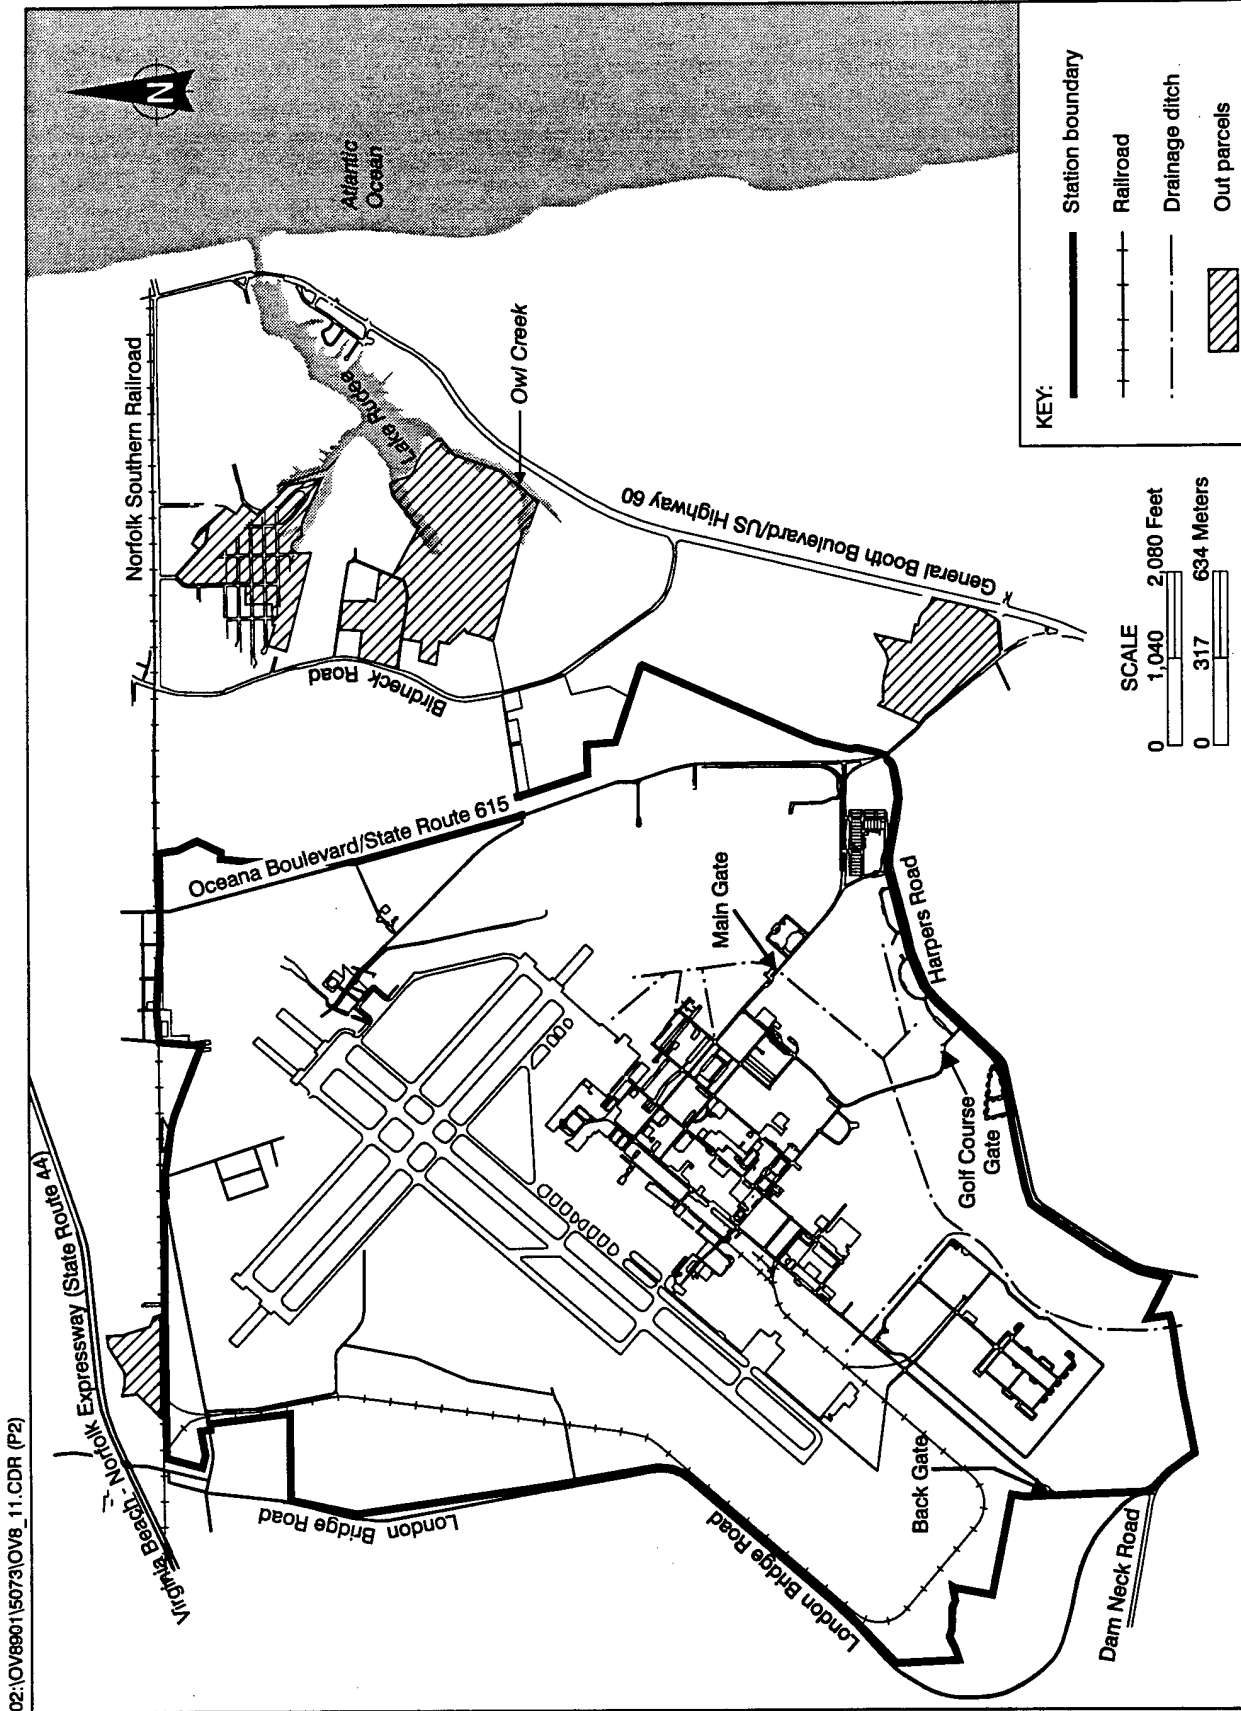 02:\OV8901\5073\OV8_11.CDR (P2)
N
Atlantic
Ocean
Norfolk Southern Railroad
Lake Rudee
Owl Creek
General Booth Boulevard/US Highway 60
Birdneck
Road
Oceana Boulevard/State Route 615
Virginia Beach - Norfolk Expressway (State Route 44)
Main Gate
Harpers Road
Golf Course
Gate
London
Bridge Road
London Bridge Road
Back Gate
Dam Neck Road
KEY:
Station boundary
Railroad
Drainage ditch
Out parcels
SCALE
0 1,040 2,080 Feet
0 317 634 Meters